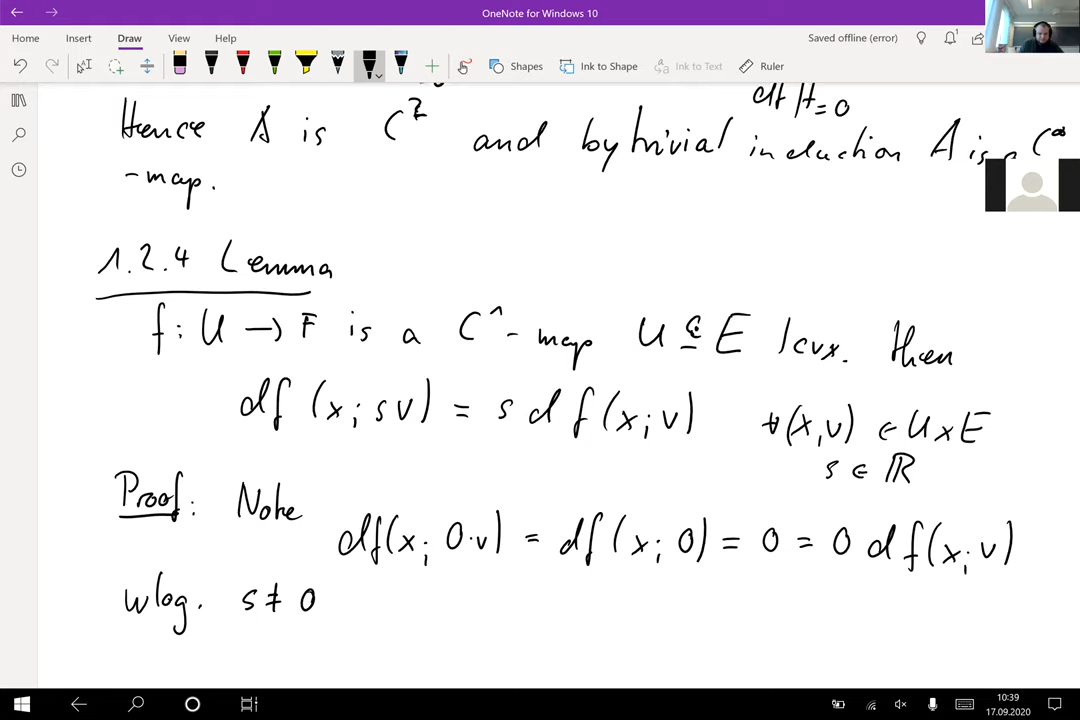 OneNote for Windows 10
Home Insert Draw View Help Saved offline (error)
Shapes Ink to Shape Ink to Text Ruler
d/dt|t=0
Hence A is C² and by trivial induction A is C∞
-map.
1.2.4 Lemma
f : U → F is a C¹-map U ⊆ E lcvx. then
df(x; sv) = s df(x; v) ∀(x,v) ∈ U×E
s ∈ ℝ
Proof: Note
df(x; 0·v) = df(x; 0) = 0 = 0 df(x; v)
wlog. s ≠ 0
10:39
17.09.2020